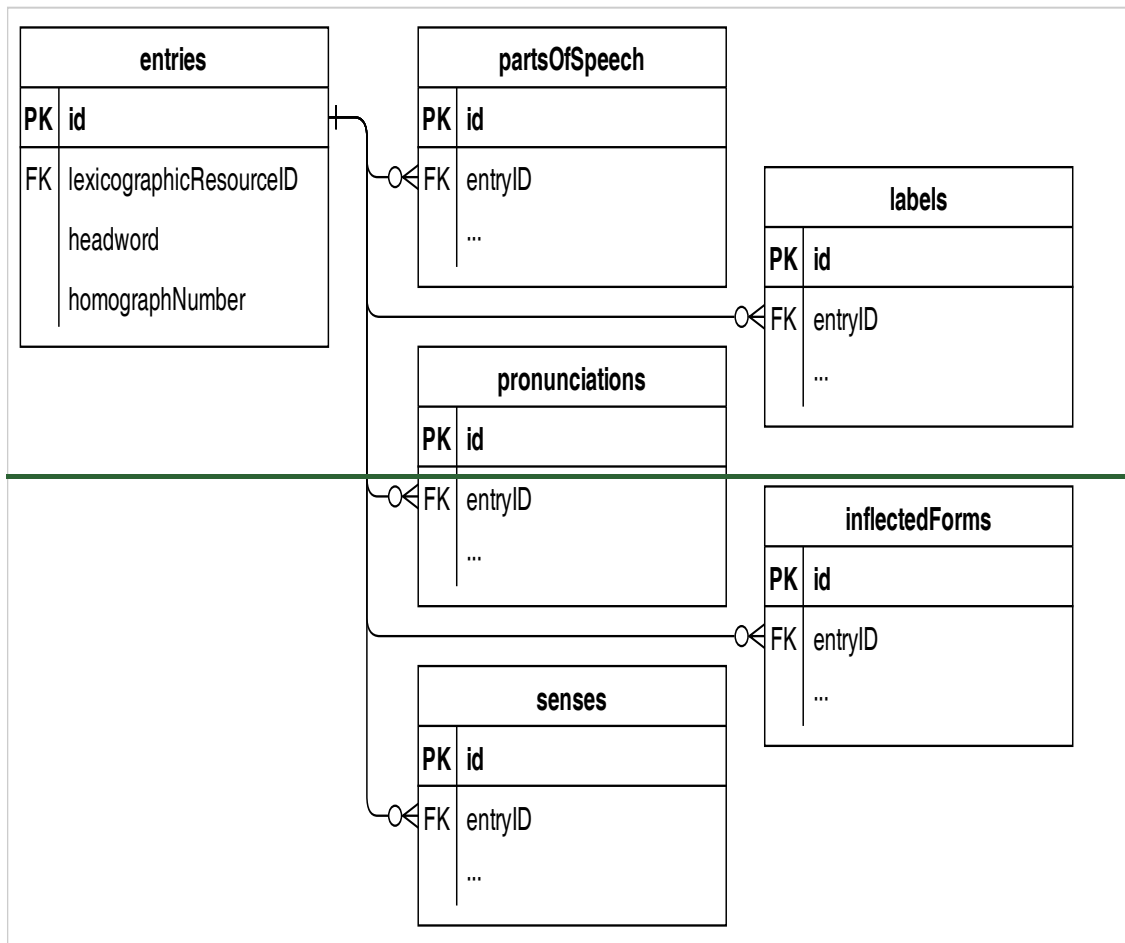 entries
PK id
FK lexicographicResourceID
headword
homographNumber
partsOfSpeech
PK id
FK entryID
...
labels
PK id
FK entryID
...
pronunciations
PK id
FK entryID
...
inflectedForms
PK id
FK entryID
...
senses
PK id
FK entryID
...